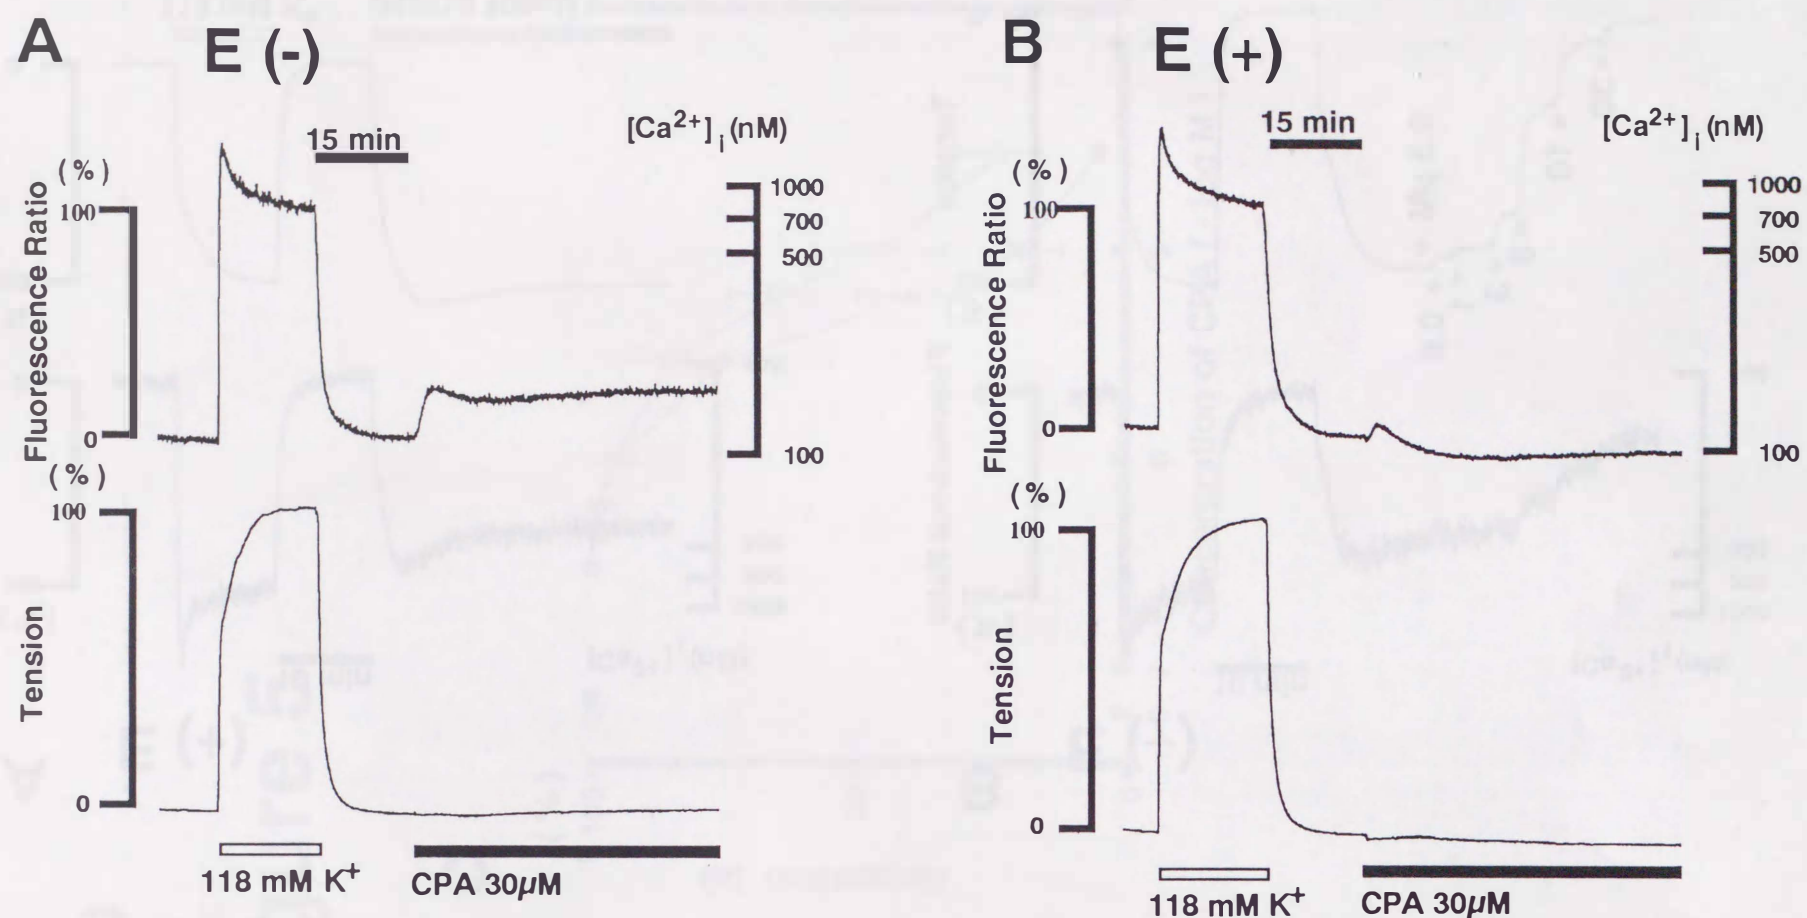 A
E (-)
15 min
[Ca2+]i (nM)
(%)
Fluorescence Ratio
100
0
1000
700
500
100
(%)
Tension
100
0
118 mM K+
CPA 30μM
B
E (+)
15 min
[Ca2+]i (nM)
(%)
Fluorescence Ratio
100
0
1000
700
500
100
(%)
Tension
100
0
118 mM K+
CPA 30μM